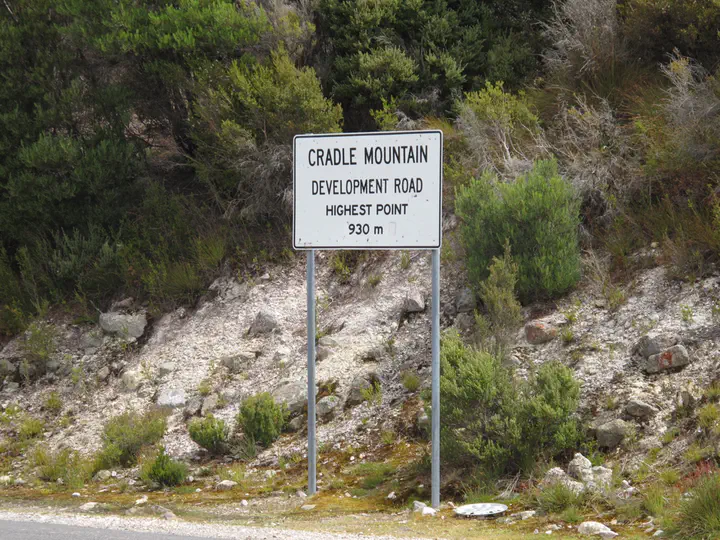 CRADLE MOUNTAIN
DEVELOPMENT ROAD
HIGHEST POINT
930 m